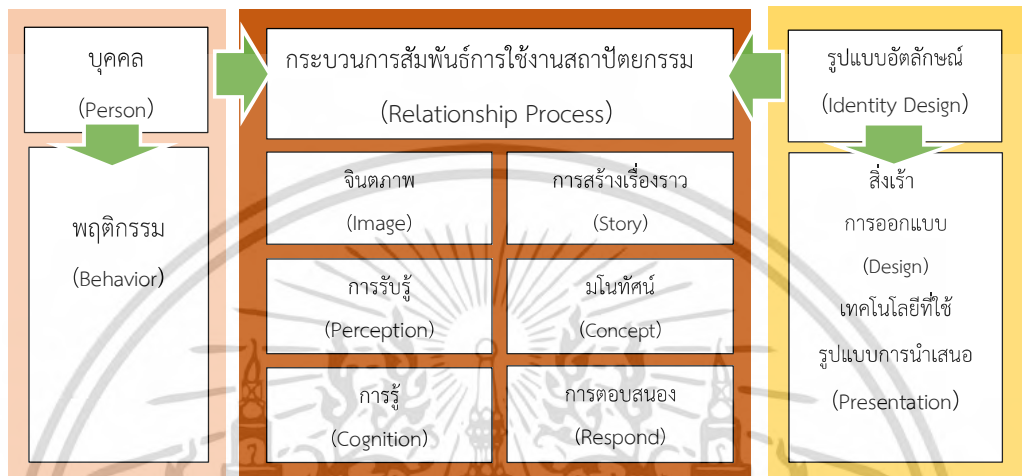 บุคคล
(Person)
พฤติกรรม
(Behavior)
กระบวนการสัมพันธ์การใช้งานสถาปัตยกรรม
(Relationship Process)
จินตภาพ
(Image)
การสร้างเรื่องราว
(Story)
การรับรู้
(Perception)
มโนทัศน์
(Concept)
การรู้
(Cognition)
การตอบสนอง
(Respond)
รูปแบบอัตลักษณ์
(Identity Design)
สิ่งเร้า
การออกแบบ
(Design)
เทคโนโลยีที่ใช้
รูปแบบการนำเสนอ
(Presentation)